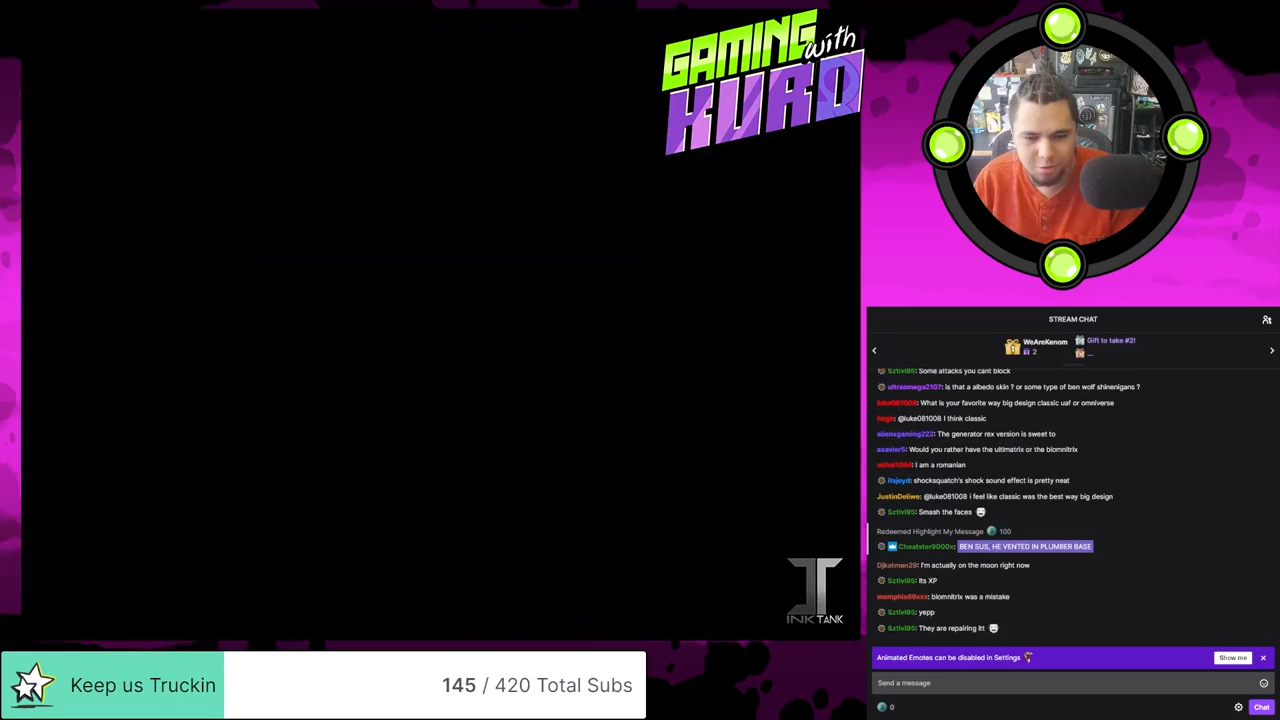 GAMING with
KURO
INKTANK
STREAM CHAT
WeAreKenom
2
Gift to take #2!
...
Sztivi95: Some attacks you cant block
ultraomega2107: is that a albedo skin ? or some type of ben wolf shinenigans ?
luke081008: What is your favorite way big design classic uaf or omniverse
@luke081008 I think classic
alienxgaming222: The generator rex version is sweet to
axavier5: Would you rather have the ultimatrix or the biomnitrix
I am a romanian
itsjoyd: shocksquatch's shock sound effect is pretty neat
JustinDeliwe: @luke081008 i feel like classic was the best way big design
Sztivi95: Smash the faces
Redeemed Highlight My Message 100
Cheatster9000x: BEN SUS, HE VENTED IN PLUMBER BASE
Djkatman29: I'm actually on the moon right now
Sztivi95: Its XP
memphis69xxx: biomnitrix was a mistake
Sztivi95: yepp
Sztivi95: They are repairing itt
Animated Emotes can be disabled in Settings
Show me
Send a message
0
Chat
Keep us Truckin
145 / 420 Total Subs